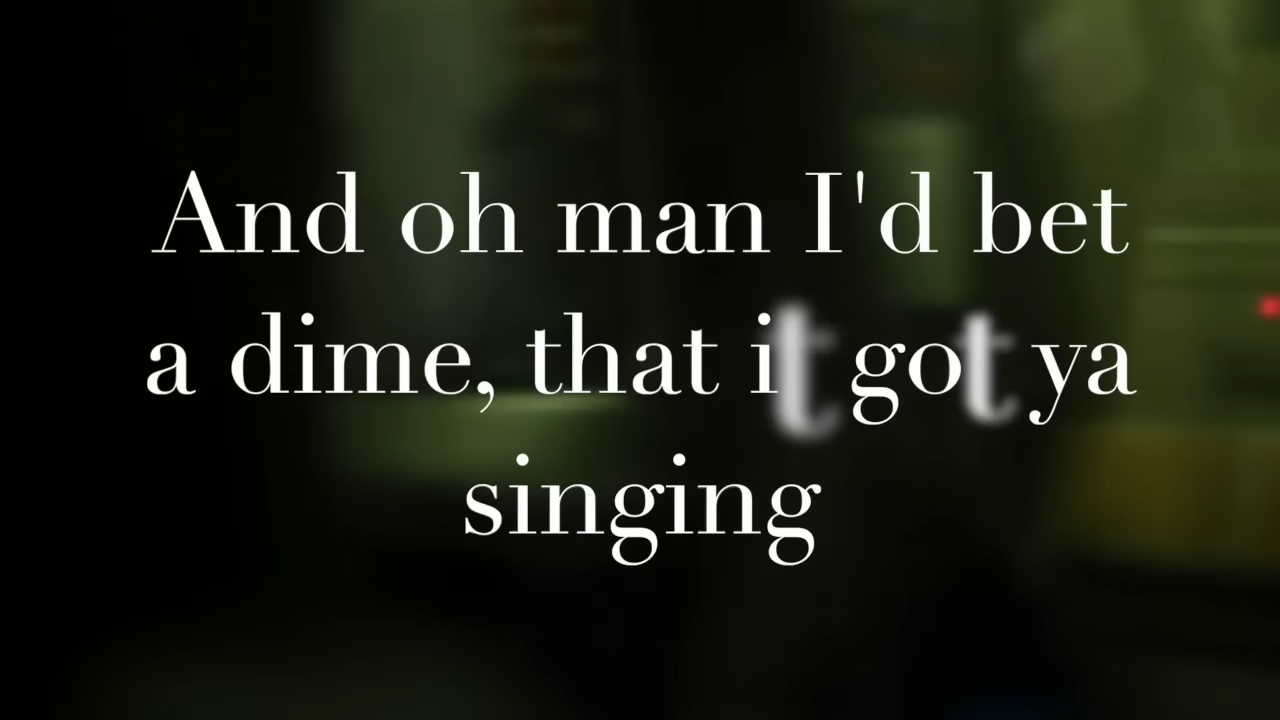 And oh man I'd bet
a dime, that it got ya
singing